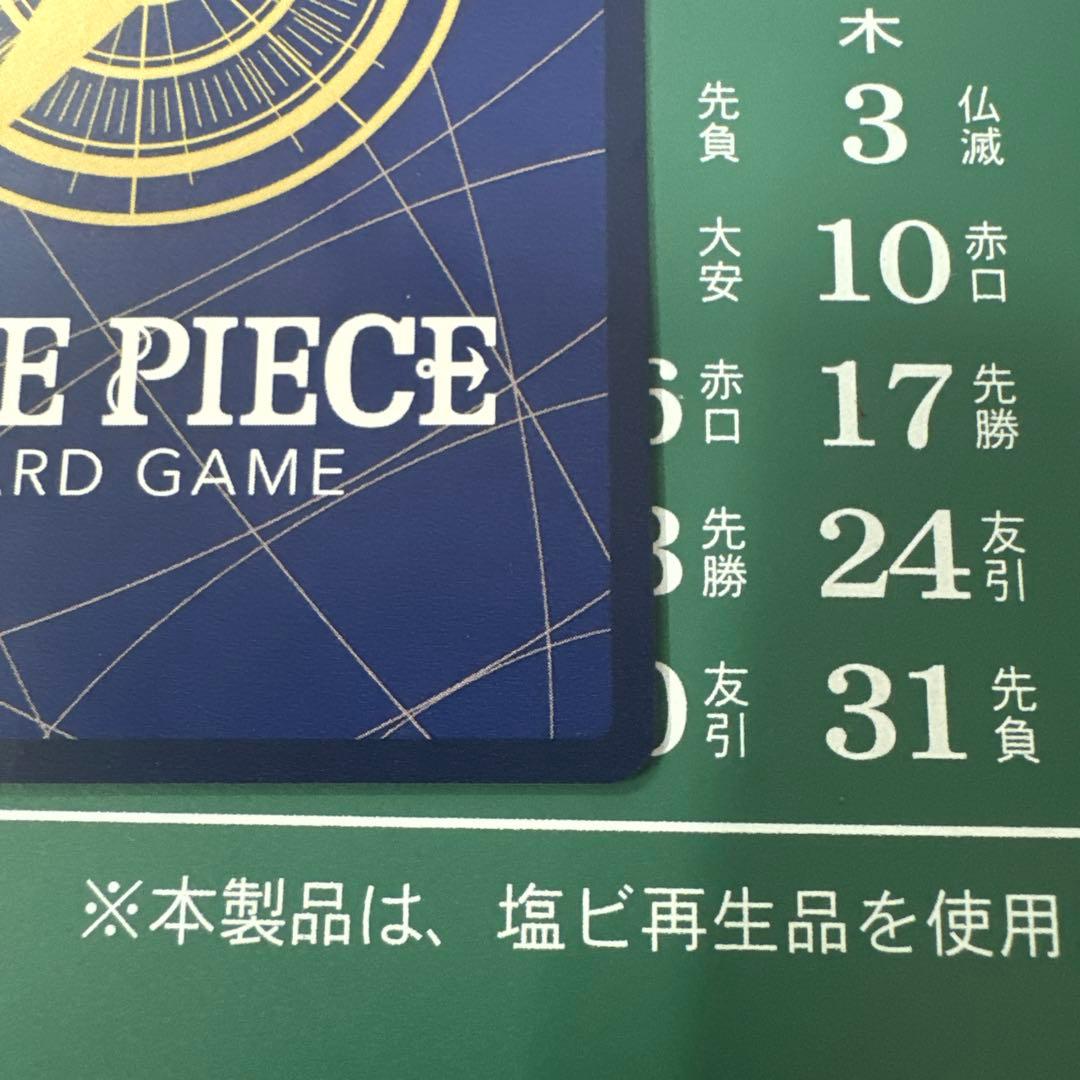 木
先負 3 仏滅
大安 10 赤口
赤口 17 先勝
先勝 24 友引
友引 31 先負
PIECE
GAME
※本製品は、塩ビ再生品を使用